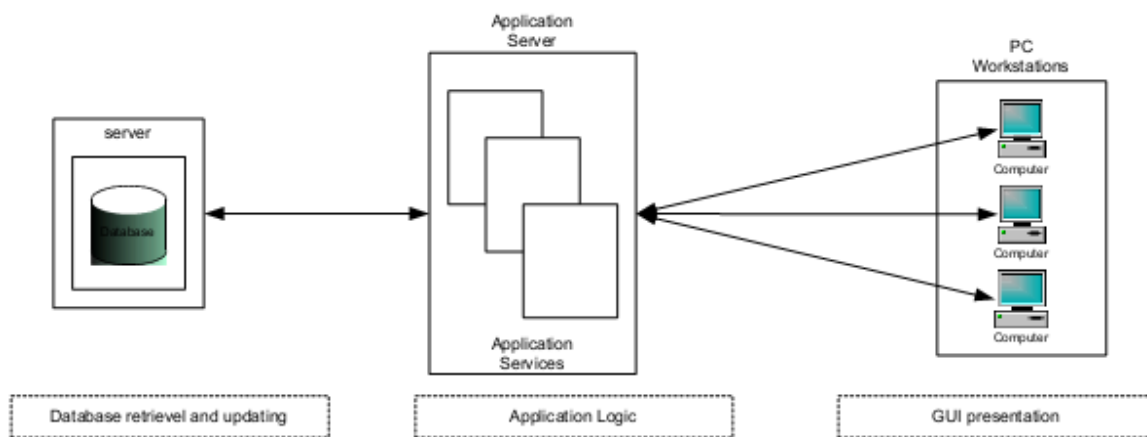 Application
Server
PC
Workstations
server
Database
Computer
Computer
Computer
Application
Services
Database retrievel and updating
Application Logic
GUI presentation